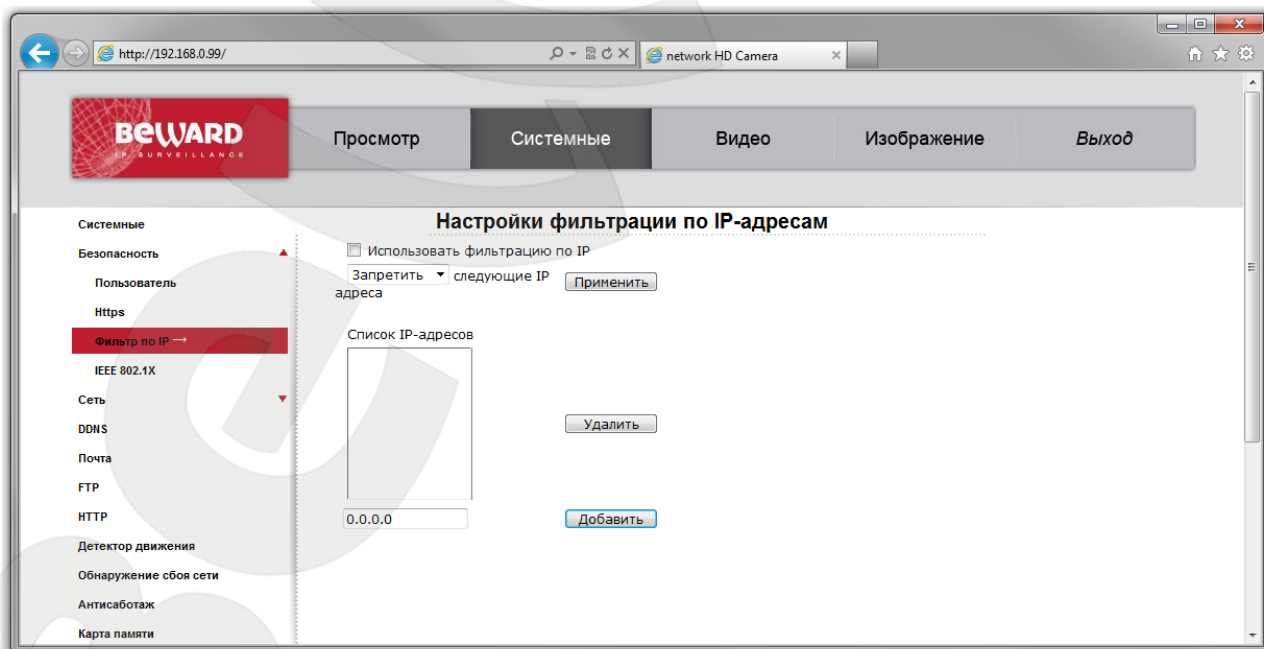 http://192.168.0.99/
network HD Camera
BEWARD
IP SURVEILLANCE
Просмотр
Системные
Видео
Изображение
Выход
Настройки фильтрации по IP-адресам
Системные
Безопасность
Пользователь
Https
Фильтр по IP →
IEEE 802.1X
Сеть
DDNS
Почта
FTP
HTTP
Детектор движения
Обнаружение сбоя сети
Антисаботаж
Карта памяти
Использовать фильтрацию по IP
Запретить следующие IP
адреса
Применить
Список IP-адресов
Удалить
0.0.0.0
Добавить